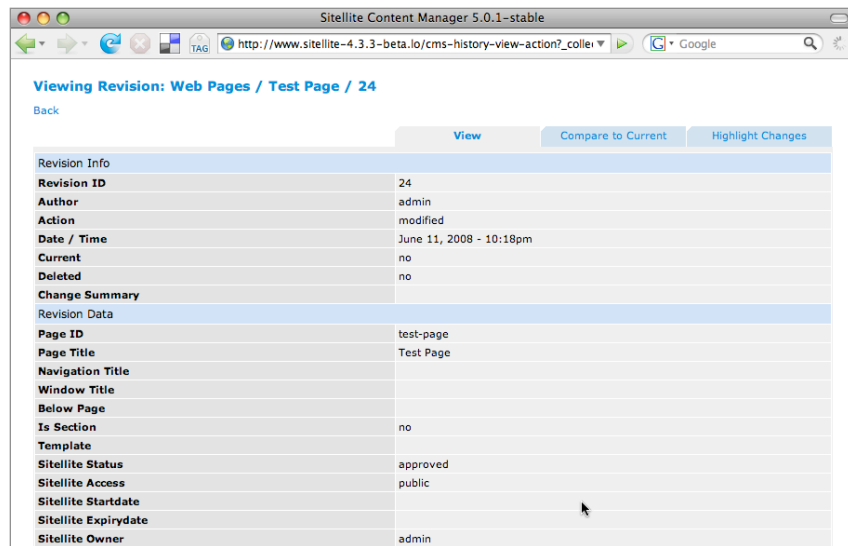 Sitellite Content Manager 5.0.1-stable
TAG http://www.sitellite-4.3.3-beta.lo/cms-history-view-action?_colle G Google
Viewing Revision: Web Pages / Test Page / 24
Back
View Compare to Current Highlight Changes
Revision Info
Revision ID 24
Author admin
Action modified
Date / Time June 11, 2008 - 10:18pm
Current no
Deleted no
Change Summary
Revision Data
Page ID test-page
Page Title Test Page
Navigation Title
Window Title
Below Page
Is Section no
Template
Sitellite Status approved
Sitellite Access public
Sitellite Startdate
Sitellite Expirydate
Sitellite Owner admin